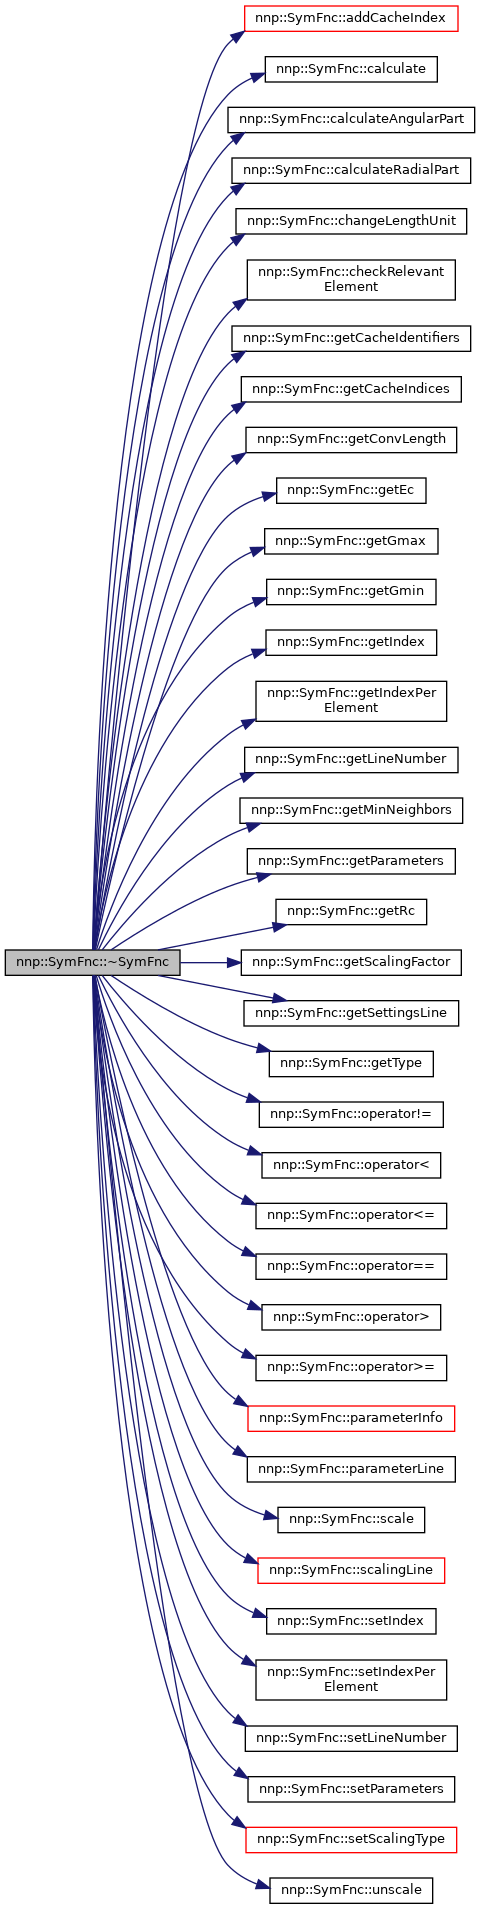 nnp::SymFnc::addCacheIndex
nnp::SymFnc::calculate
nnp::SymFnc::calculateAngularPart
nnp::SymFnc::calculateRadialPart
nnp::SymFnc::changeLengthUnit
nnp::SymFnc::checkRelevant
Element
nnp::SymFnc::getCacheIdentifiers
nnp::SymFnc::getCacheIndices
nnp::SymFnc::getConvLength
nnp::SymFnc::getEc
nnp::SymFnc::getGmax
nnp::SymFnc::getGmin
nnp::SymFnc::getIndex
nnp::SymFnc::getIndexPer
Element
nnp::SymFnc::getLineNumber
nnp::SymFnc::getMinNeighbors
nnp::SymFnc::getParameters
nnp::SymFnc::getRc
nnp::SymFnc::~SymFnc
nnp::SymFnc::getScalingFactor
nnp::SymFnc::getSettingsLine
nnp::SymFnc::getType
nnp::SymFnc::operator!=
nnp::SymFnc::operator<
nnp::SymFnc::operator<=
nnp::SymFnc::operator==
nnp::SymFnc::operator>
nnp::SymFnc::operator>=
nnp::SymFnc::parameterInfo
nnp::SymFnc::parameterLine
nnp::SymFnc::scale
nnp::SymFnc::scalingLine
nnp::SymFnc::setIndex
nnp::SymFnc::setIndexPer
Element
nnp::SymFnc::setLineNumber
nnp::SymFnc::setParameters
nnp::SymFnc::setScalingType
nnp::SymFnc::unscale